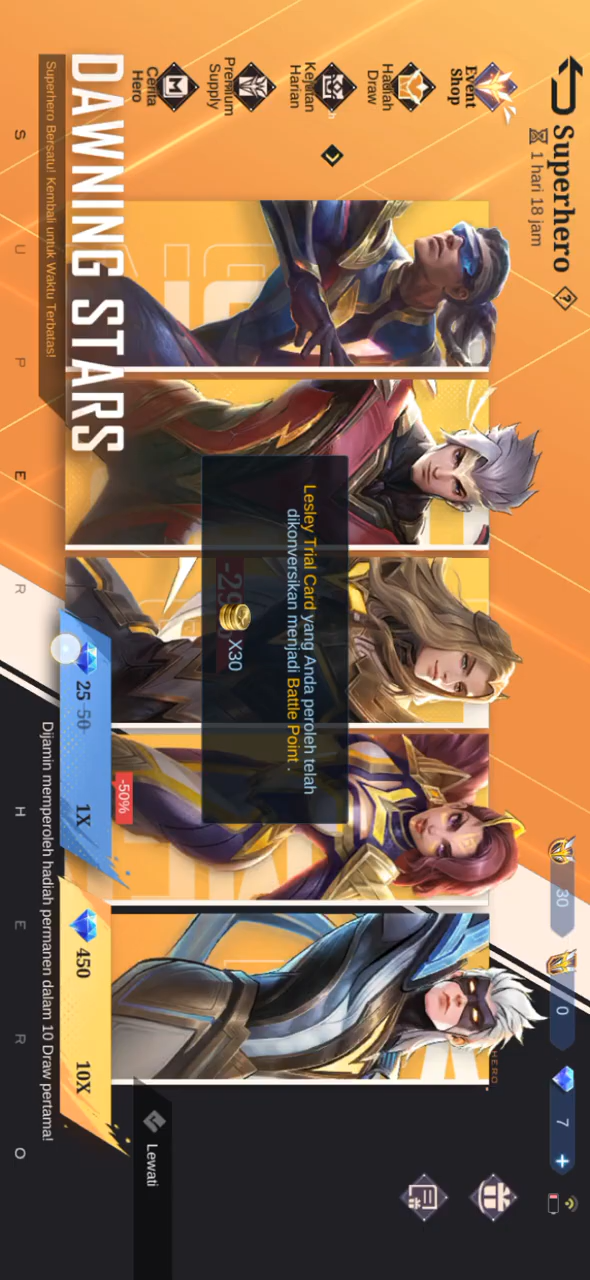 Superhero
1 hari 18 jam
30
0
7
Event
Shop
Hadiah
Draw
Kejutan
Harian
Premium
Supply
Cerita
Hero
Lesley Trial Card yang Anda peroleh telah
dikonversikan menjadi Battle Point .
X30
DAWNING STARS
Superhero Bersatu! Kembali untuk Waktu Terbatas!
-50%
25 50 1X
450 10X
Lewati
Dijamin memperoleh hadiah permanen dalam 10 Draw pertama!
S U P E R H E R O